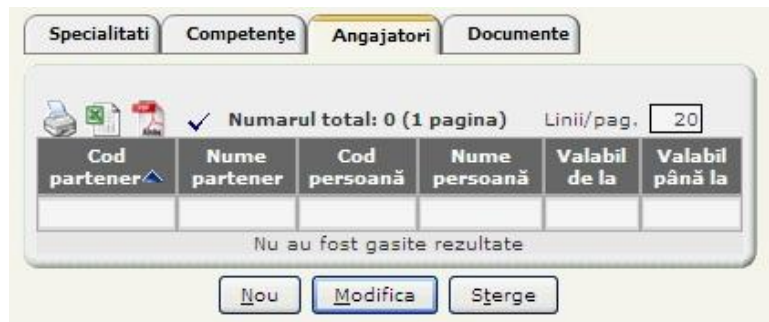 Specialitati Competențe Angajatori Documente
Numarul total: 0 (1 pagina) Linii/pag. 20
Cod partener Nume partener Cod persoană Nume persoană Valabil de la Valabil până la
Nu au fost gasite rezultate
Nou Modifica Sterge